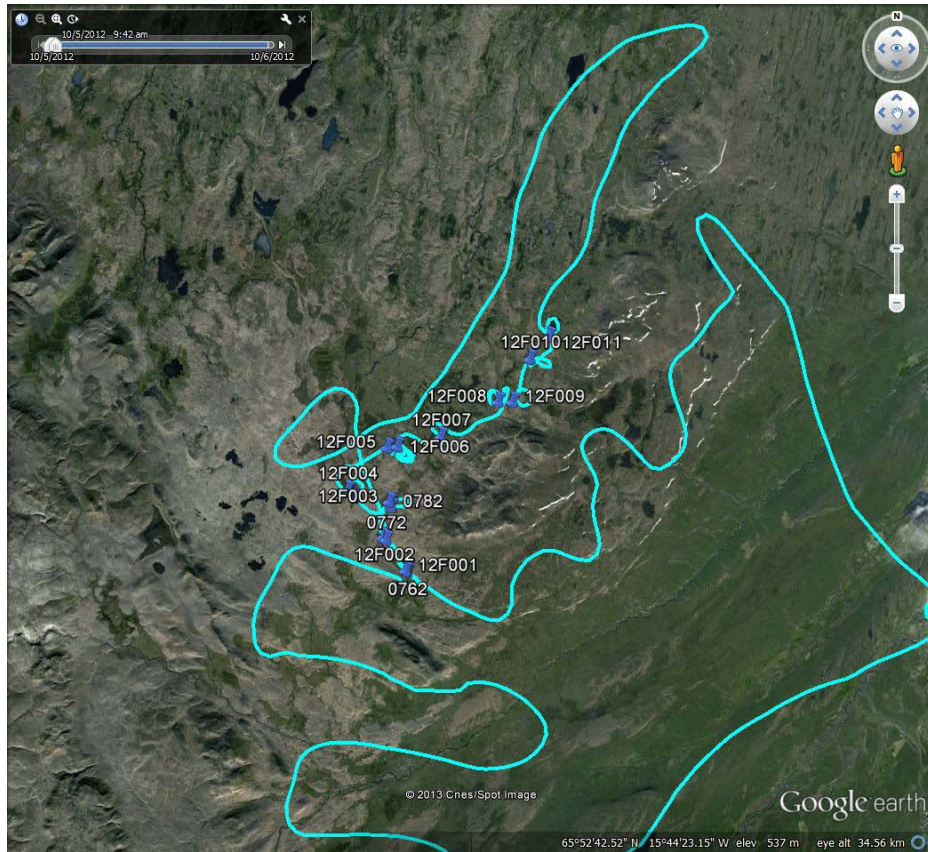 10/5/2012 9:42 am
10/5/2012 10/6/2012
N
12F010 12F011
12F008 12F009
12F007
12F005 12F006
12F004
12F003 0782
0772
12F002 12F001
0762
© 2013 Cnes/Spot Image
Google earth
65°52'42.52" N 15°44'23.15" W elev 537 m eye alt 34.56 km